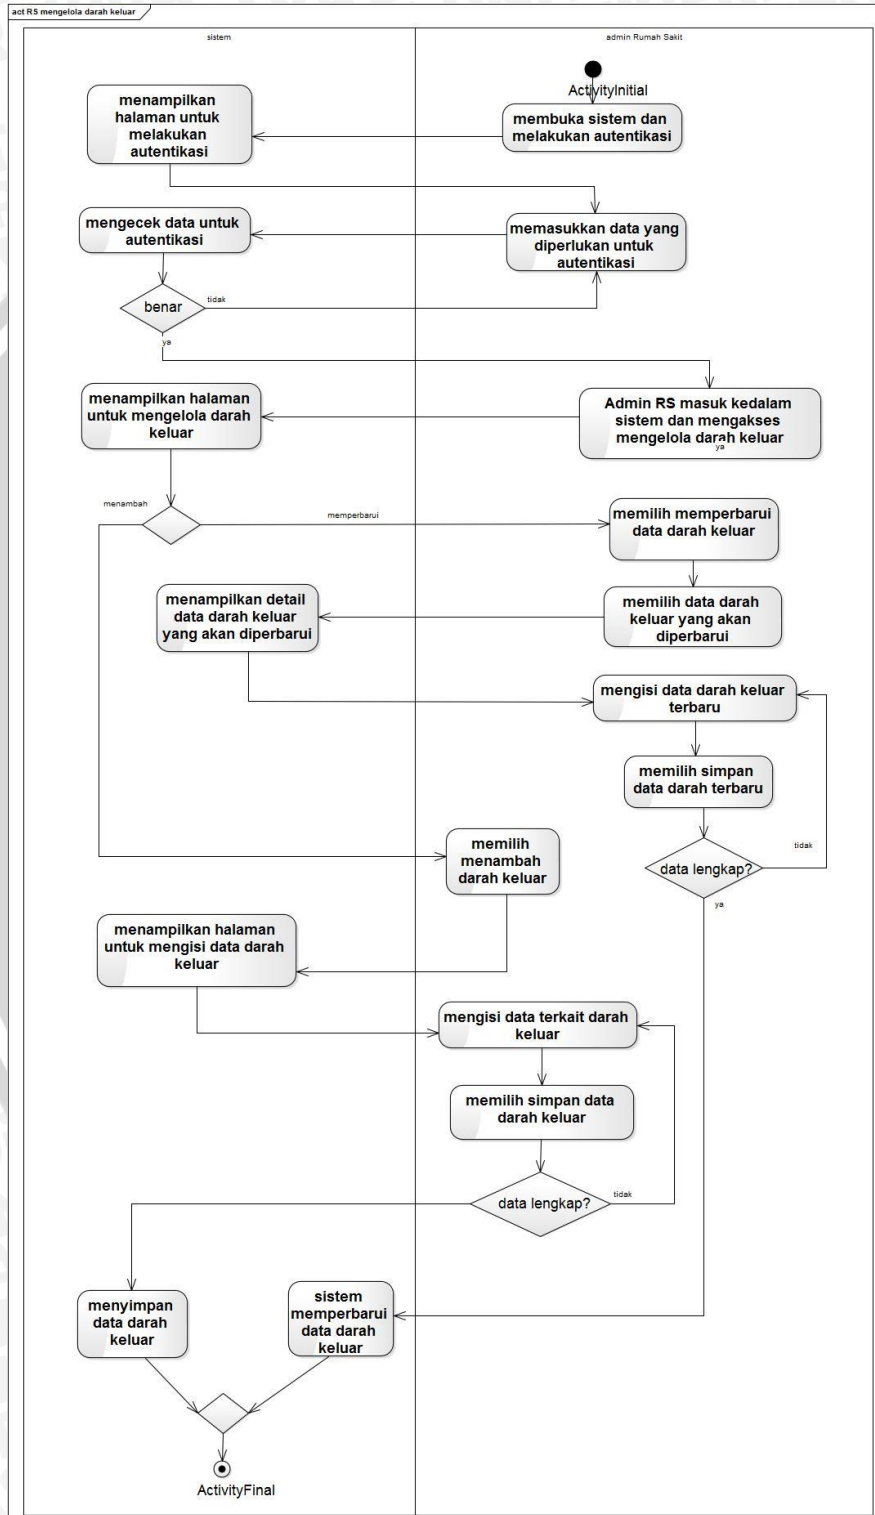 act RS mengelola darah keluar
sistem
admin Rumah Sakit
ActivityInitial
menampilkan
halaman untuk
melakukan
autentikasi
membuka sistem dan
melakukan autentikasi
mengecek data untuk
autentikasi
memasukkan data yang
diperlukan untuk
autentikasi
benar
tidak
ya
menampilkan halaman
untuk mengelola darah
keluar
Admin RS masuk kedalam
sistem dan mengakses
mengelola darah keluar
ya
menambah
memperbarui
memilih memperbarui
data darah keluar
menampilkan detail
data darah keluar
yang akan diperbarui
memilih data darah
keluar yang akan
diperbarui
mengisi data darah keluar
terbaru
memilih simpan
data darah terbaru
memilih
menambah
darah keluar
data lengkap?
tidak
ya
menampilkan halaman
untuk mengisi data darah
keluar
mengisi data terkait darah
keluar
memilih simpan data
darah keluar
data lengkap?
tidak
menyimpan
data darah
keluar
sistem
memperbarui
data darah
keluar
ActivityFinal